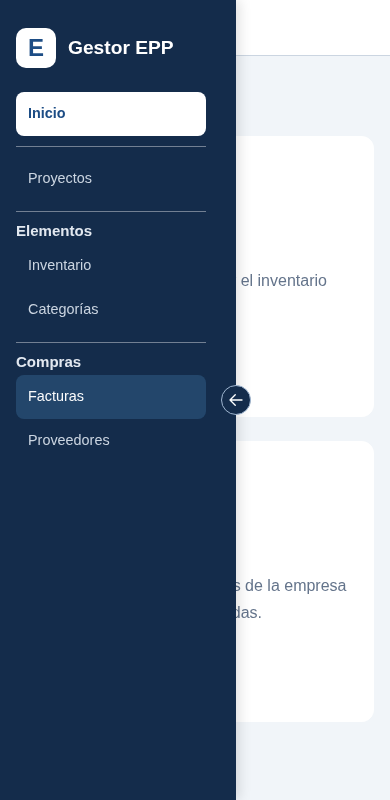 E Gestor EPP
Inicio
Proyectos
Elementos
Inventario
el inventario
Categorías
Compras
Facturas
Proveedores
s de la empresa
das.